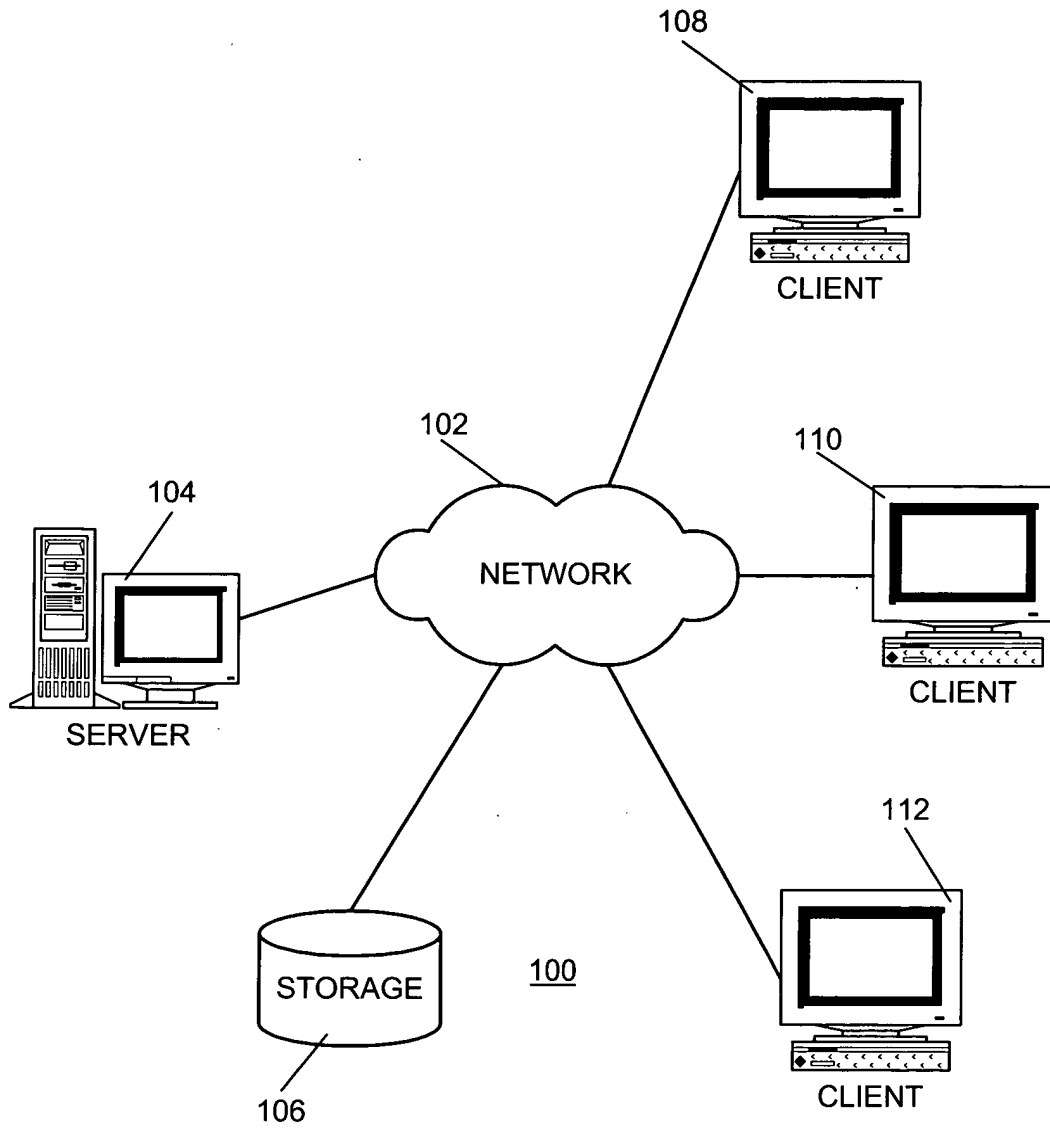 108
CLIENT
102
110
104
NETWORK
CLIENT
SERVER
112
STORAGE
100
106
CLIENT